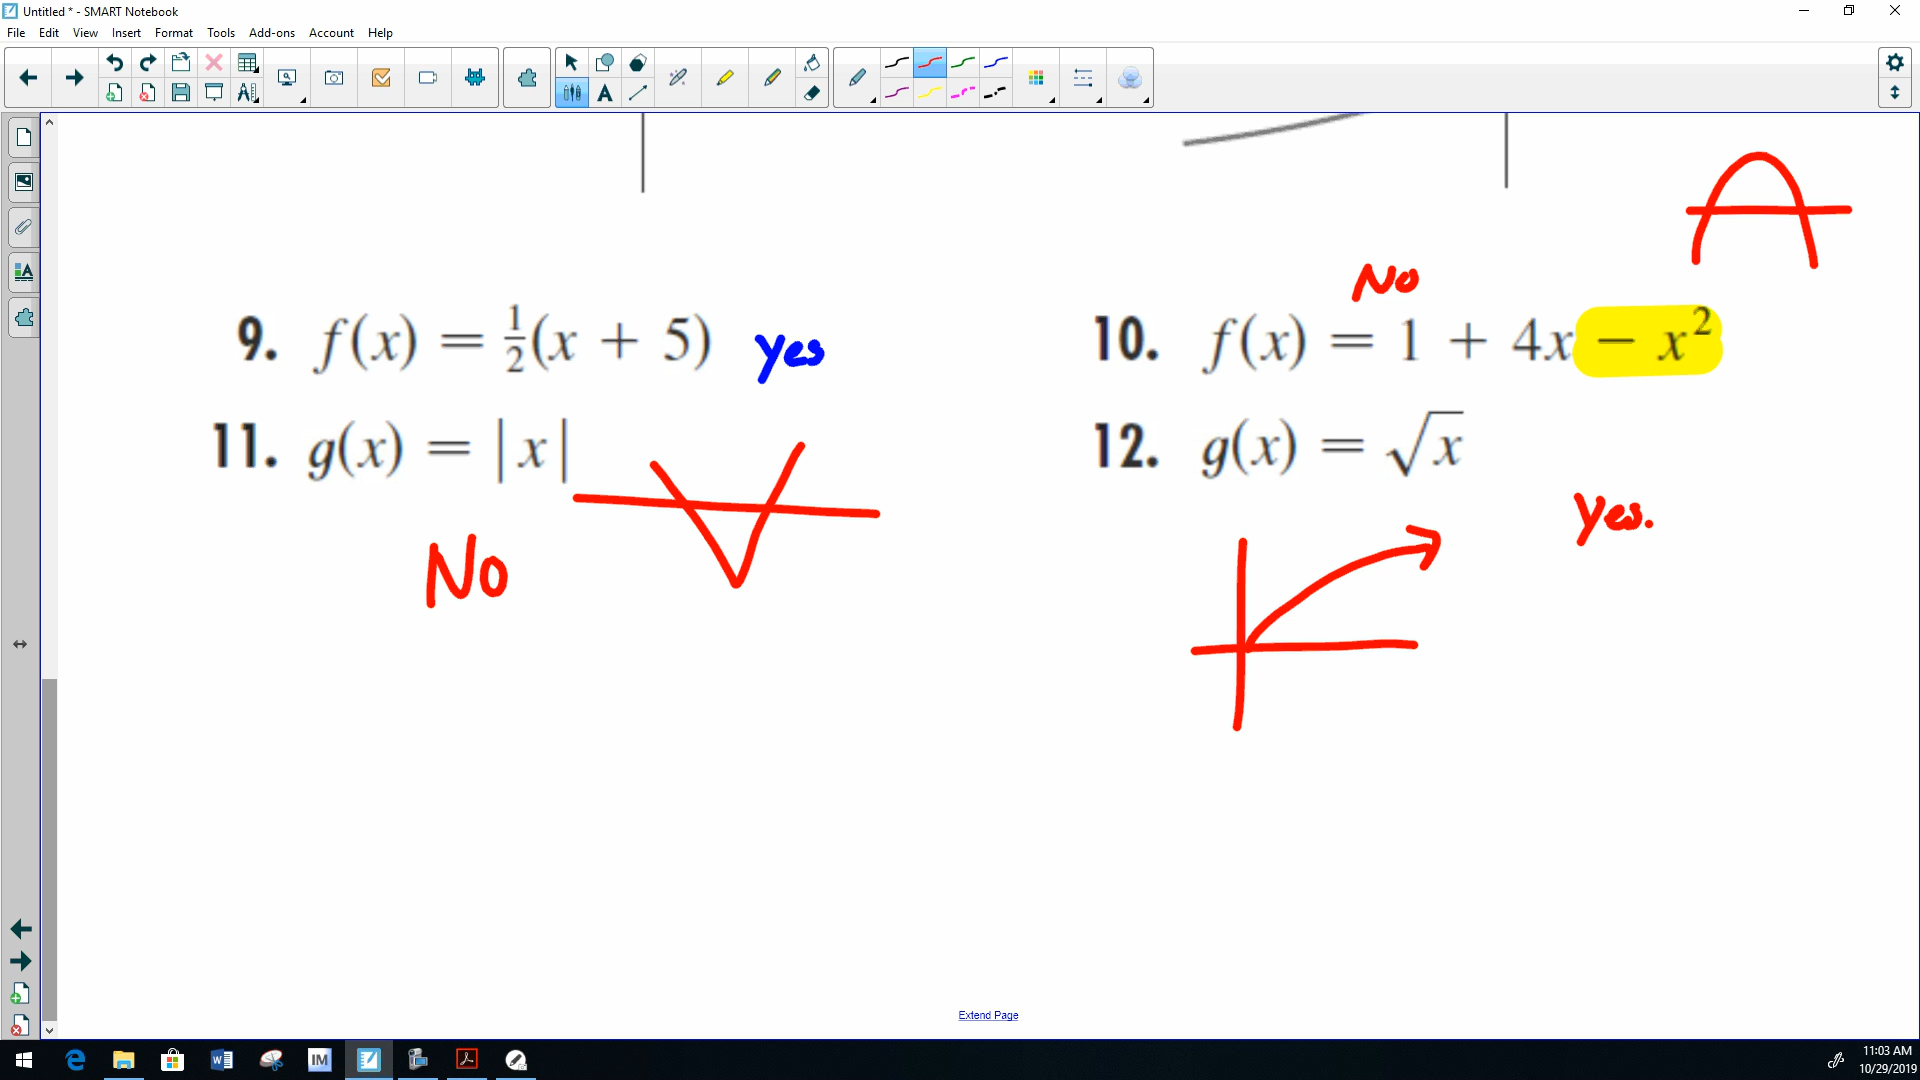 Untitled * - SMART Notebook
File Edit View Insert Format Tools Add-ons Account Help
No
9. f(x) = ½(x + 5) yes
10. f(x) = 1 + 4x − x²
11. g(x) = |x|
12. g(x) = √x
yes.
No
Extend Page
11:03 AM
10/29/2019